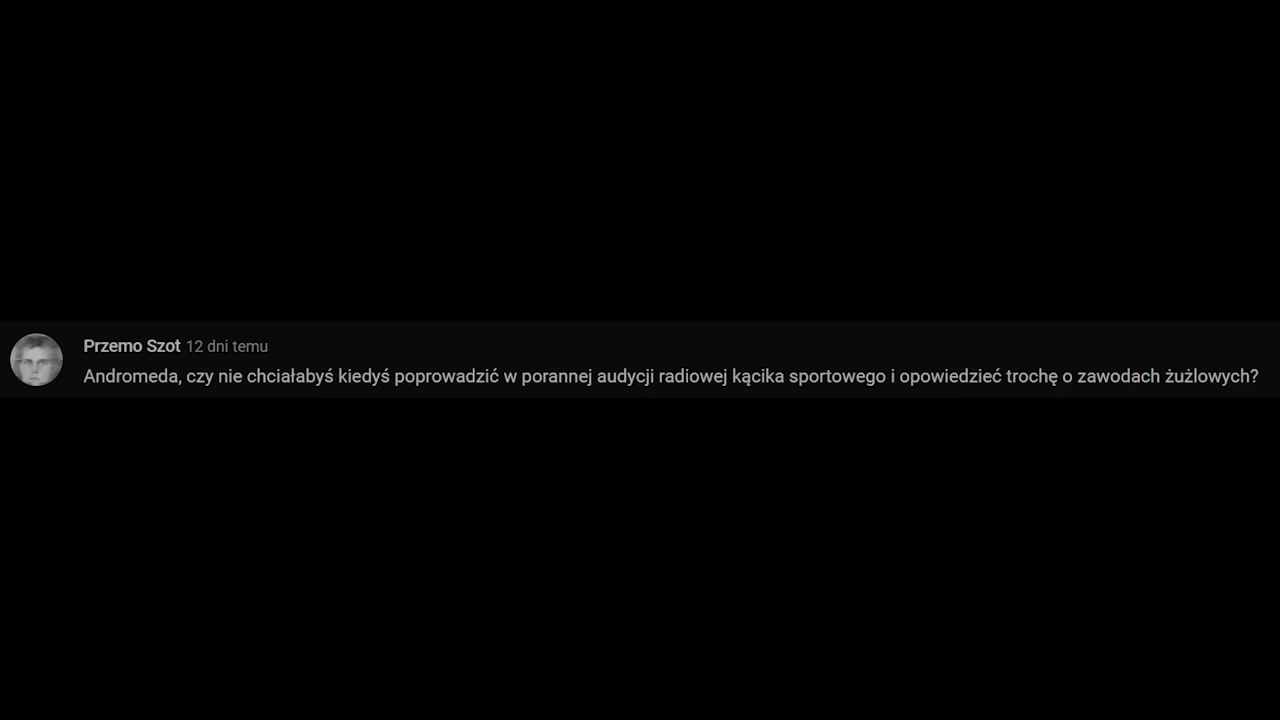 Przemo Szot 12 dni temu
Andromeda, czy nie chciałabyś kiedyś poprowadzić w porannej audycji radiowej kącika sportowego i opowiedzieć trochę o zawodach żużlowych?